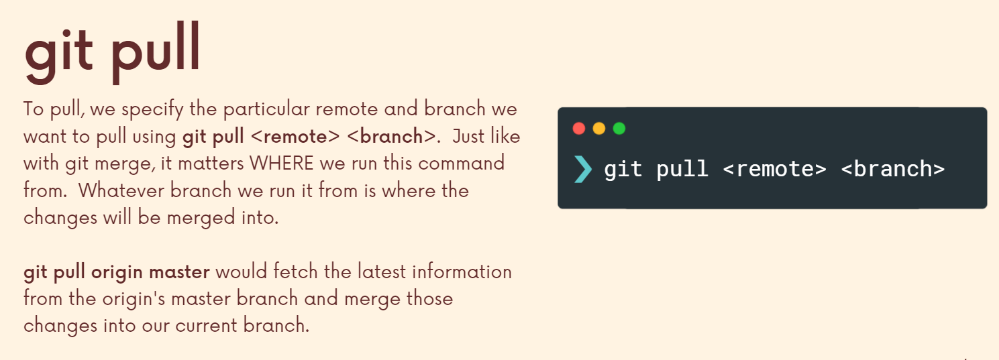 git pull
To pull, we specify the particular remote and branch we
want to pull using git pull <remote> <branch>.  Just like
with git merge, it matters WHERE we run this command
from.  Whatever branch we run it from is where the
changes will be merged into.
git pull origin master would fetch the latest information
from the origin's master branch and merge those
changes into our current branch.
❯ git pull <remote> <branch>